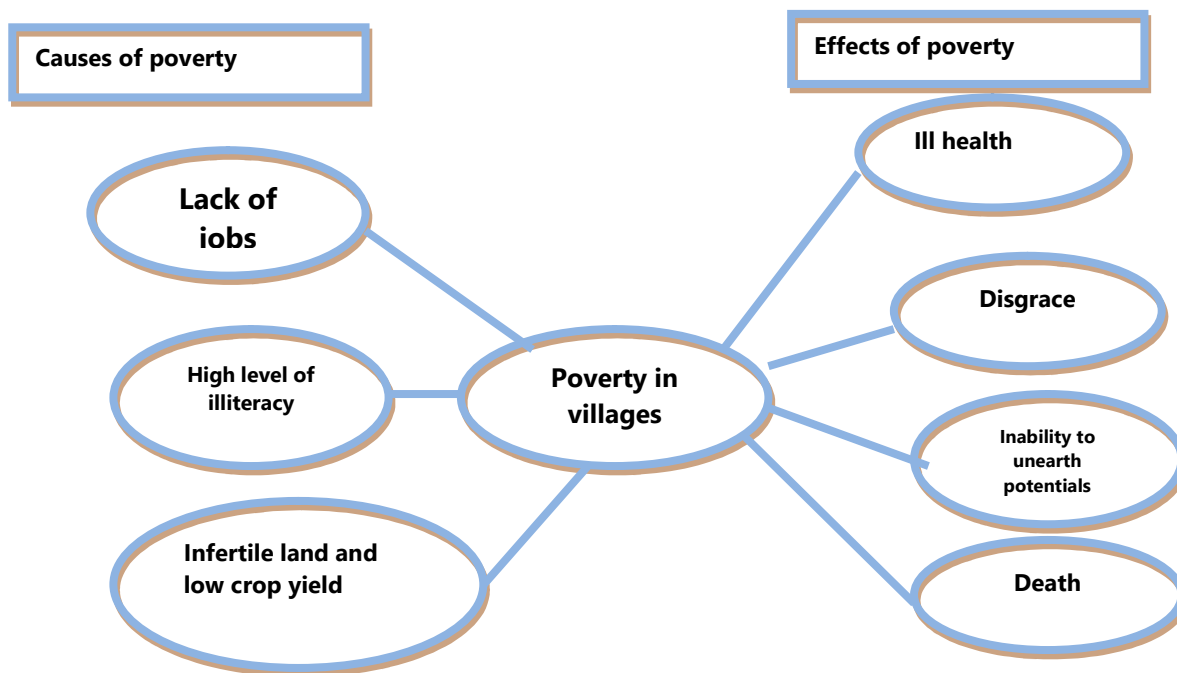 Causes of poverty
Effects of poverty
Ill health
Lack of
iobs
Disgrace
High level of
illiteracy
Poverty in
villages
Inability to
unearth
potentials
Infertile land and
low crop yield
Death